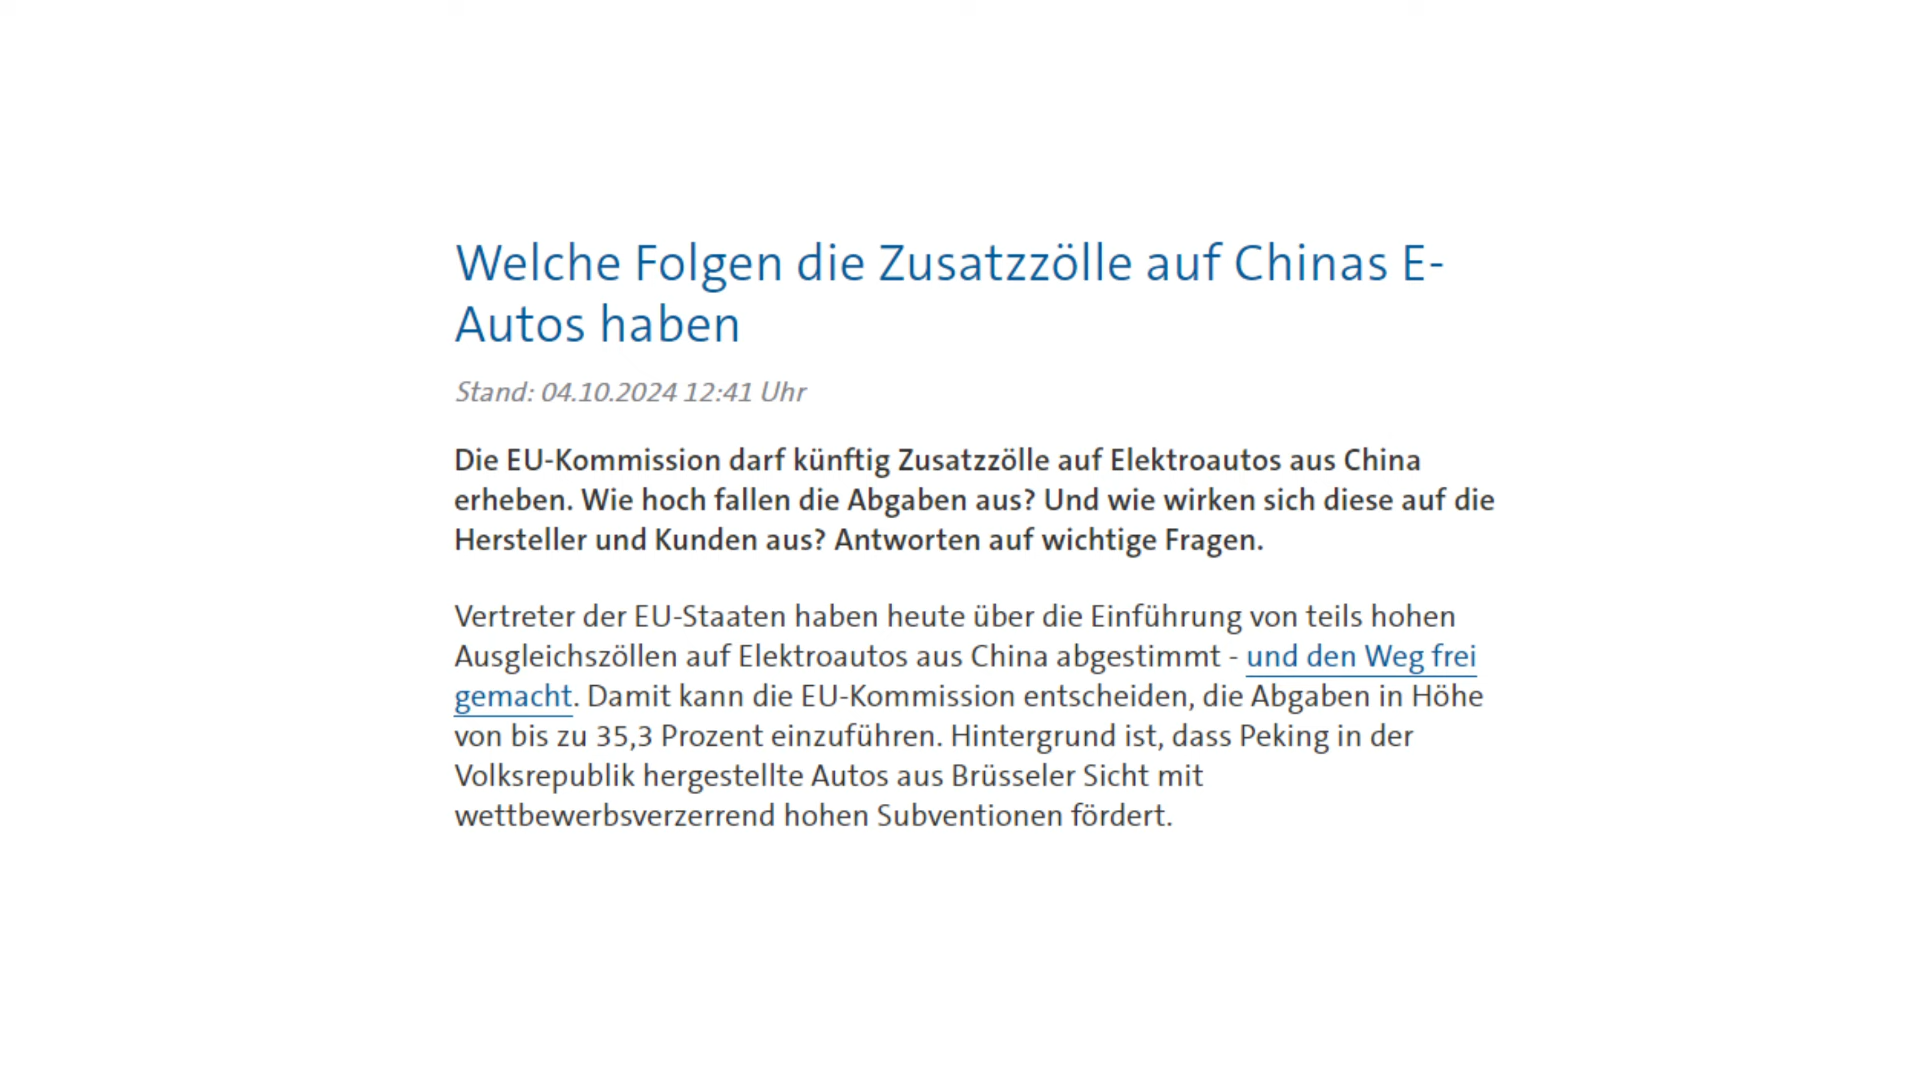 Welche Folgen die Zusatzzölle auf Chinas E-
Autos haben
Stand: 04.10.2024 12:41 Uhr
Die EU-Kommission darf künftig Zusatzzölle auf Elektroautos aus China
erheben. Wie hoch fallen die Abgaben aus? Und wie wirken sich diese auf die
Hersteller und Kunden aus? Antworten auf wichtige Fragen.
Vertreter der EU-Staaten haben heute über die Einführung von teils hohen
Ausgleichszöllen auf Elektroautos aus China abgestimmt - und den Weg frei
gemacht. Damit kann die EU-Kommission entscheiden, die Abgaben in Höhe
von bis zu 35,3 Prozent einzuführen. Hintergrund ist, dass Peking in der
Volksrepublik hergestellte Autos aus Brüsseler Sicht mit
wettbewerbsverzerrend hohen Subventionen fördert.